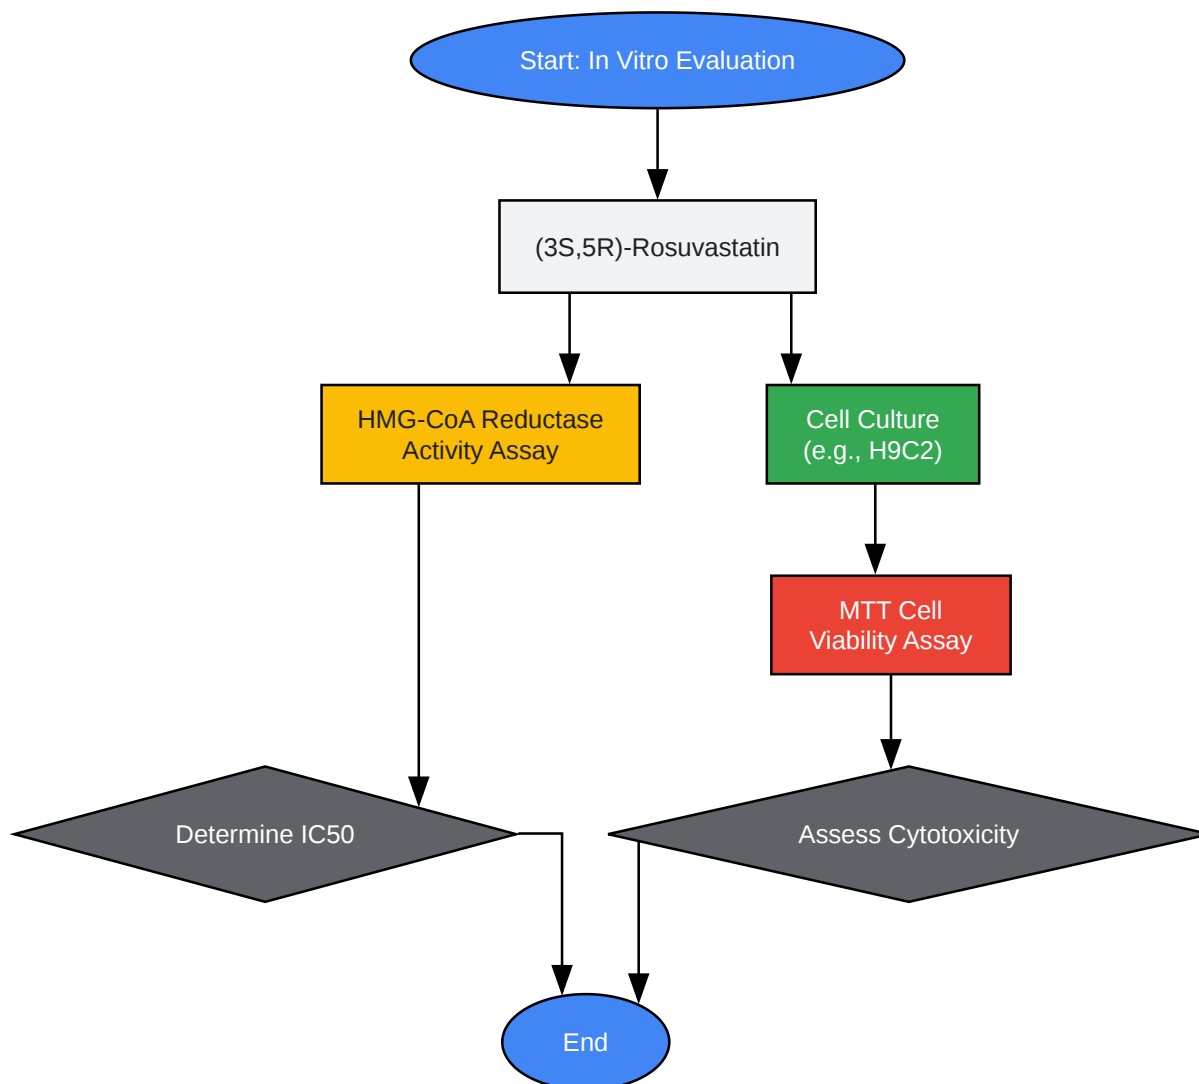 Start: In Vitro Evaluation
(3S,5R)-Rosuvastatin
HMG-CoA Reductase
Activity Assay
Cell Culture
(e.g., H9C2)
MTT Cell
Viability Assay
Determine IC50
Assess Cytotoxicity
End